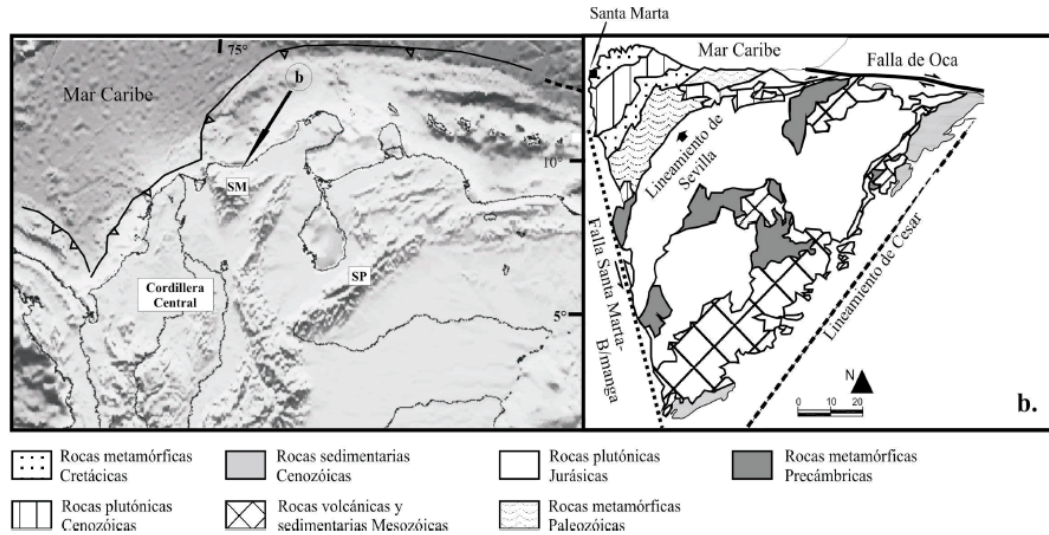 Santa Marta
75°
b
Mar Caribe
10°
SM
SP
Cordillera
Central
5°
Mar Caribe
Falla de Oca
Lineamiento de
Sevilla
Falla Santa Marta-
B/manga
Lineamiento de Cesar
N
0 10 20
b.
Rocas metamórficas
Cretácicas
Rocas sedimentarias
Cenozóicas
Rocas plutónicas
Jurásicas
Rocas metamórficas
Precámbricas
Rocas plutónicas
Cenozóicas
Rocas volcánicas y
sedimentarias Mesozóicas
Rocas metamórficas
Paleozóicas